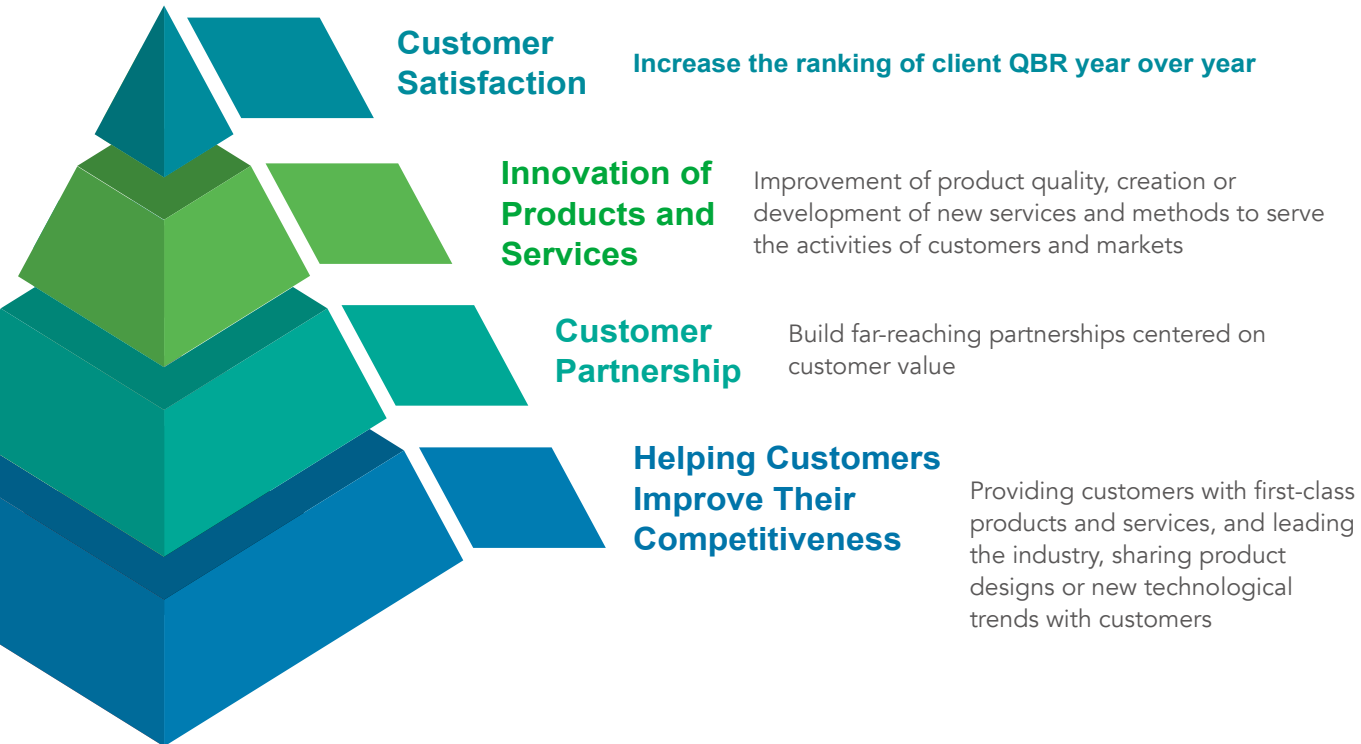 Customer
Satisfaction
Increase the ranking of client QBR year over year
Innovation of
Products and
Services
Improvement of product quality, creation or
development of new services and methods to serve
the activities of customers and markets
Customer
Partnership
Build far-reaching partnerships centered on
customer value
Helping Customers
Improve Their
Competitiveness
Providing customers with first-class
products and services, and leading
the industry, sharing product
designs or new technological
trends with customers